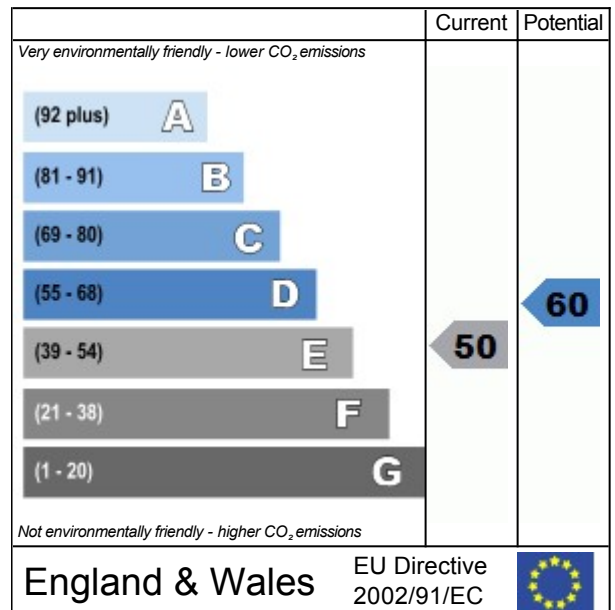 Current Potential
Very environmentally friendly - lower CO₂ emissions
(92 plus) A
(81 - 91) B
(69 - 80) C
(55 - 68) D
60
(39 - 54) E
50
(21 - 38) F
(1 - 20) G
Not environmentally friendly - higher CO₂ emissions
England & Wales
EU Directive
2002/91/EC